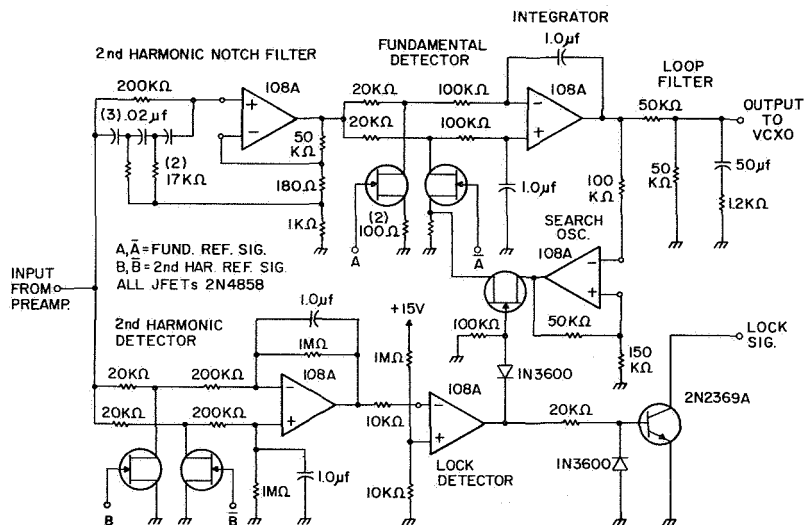 INTEGRATOR
1.0μf
2nd HARMONIC NOTCH FILTER
FUNDAMENTAL
DETECTOR
108A
LOOP
FILTER
200KΩ
108A
20KΩ
100KΩ
50KΩ
OUTPUT
TO
VCXO
(3).02μf
20KΩ
100KΩ
50
KΩ
(2)
17KΩ
180Ω
1KΩ
(2)
100Ω
1.0μf
100
KΩ
50
KΩ
50μf
1.2KΩ
A
Ā
SEARCH
OSC.
108A
A,Ā=FUND. REF. SIG.
B,B̄=2nd HAR. REF. SIG.
ALL JFETs 2N4858
INPUT
FROM
PREAMP.
2nd HARMONIC
DETECTOR
1.0μf
1MΩ
+15V
100KΩ
50KΩ
150
KΩ
LOCK
SIG.
20KΩ
200KΩ
108A
1MΩ
108A
1N3600
20KΩ
2N2369A
20KΩ
200KΩ
10KΩ
LOCK
DETECTOR
1N3600
1MΩ
1.0μf
10KΩ
B
B̄